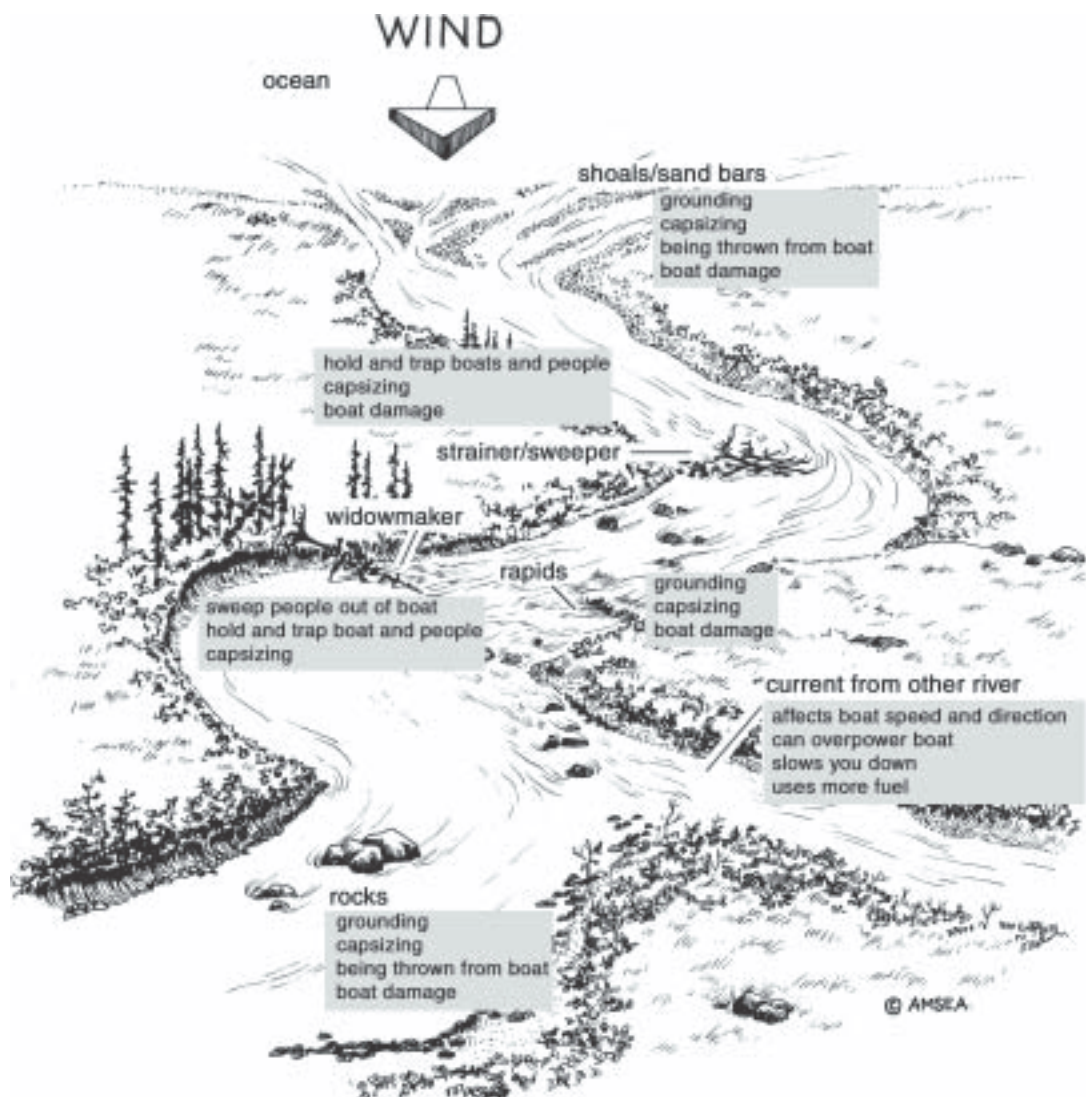 WIND
ocean
shoals/sand bars
grounding
capsizing
being thrown from boat
boat damage
hold and trap boats and people
capsizing
boat damage
strainer/sweeper
widowmaker
sweep people out of boat
hold and trap boat and people
capsizing
rapids
grounding
capsizing
boat damage
current from other river
affects boat speed and direction
can overpower boat
slows you down
uses more fuel
rocks
grounding
capsizing
being thrown from boat
boat damage
© AMSEA